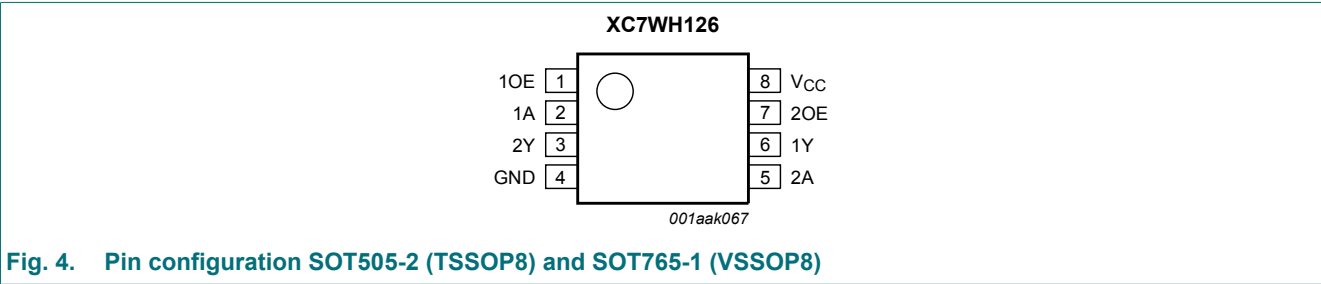 XC7WH126
1OE 1 8 VCC
1A 2 7 2OE
2Y 3 6 1Y
GND 4 5 2A
001aak067
Fig. 4. Pin configuration SOT505-2 (TSSOP8) and SOT765-1 (VSSOP8)